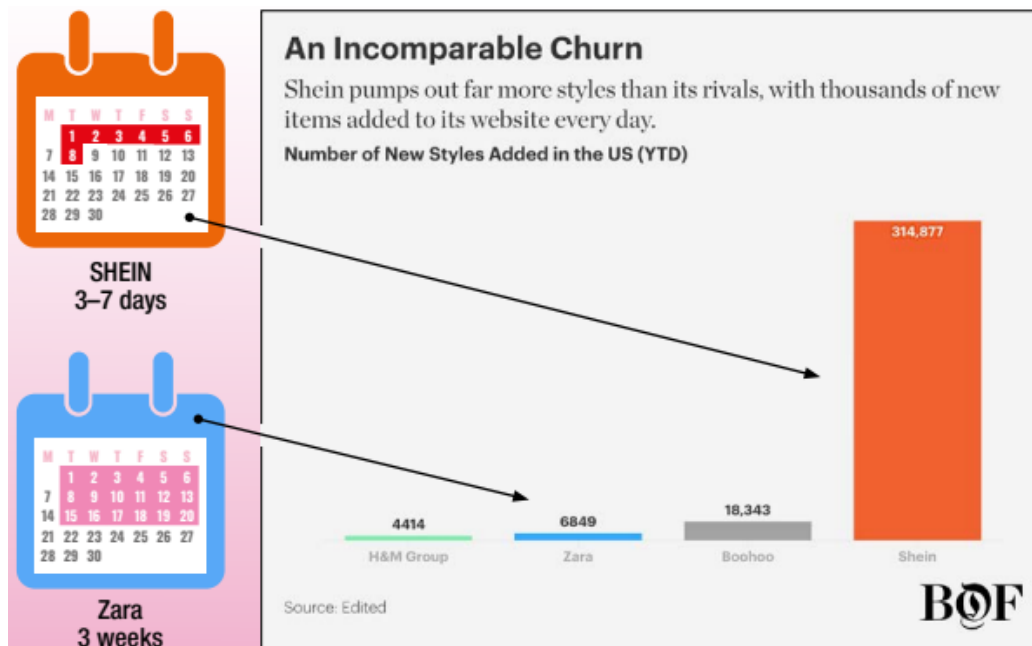 M T W T F S S
1 2 3 4 5 6
7 8 9 10 11 12 13
14 15 16 17 18 19 20
21 22 23 24 25 26 27
28 29 30
SHEIN
3–7 days
M T W T F S S
1 2 3 4 5 6
7 8 9 10 11 12 13
14 15 16 17 18 19 20
21 22 23 24 25 26 27
28 29 30
Zara
3 weeks
An Incomparable Churn
Shein pumps out far more styles than its rivals, with thousands of new
items added to its website every day.
Number of New Styles Added in the US (YTD)
314,877
4414 6849 18,343
H&M Group Zara Boohoo Shein
Source: Edited
BOF